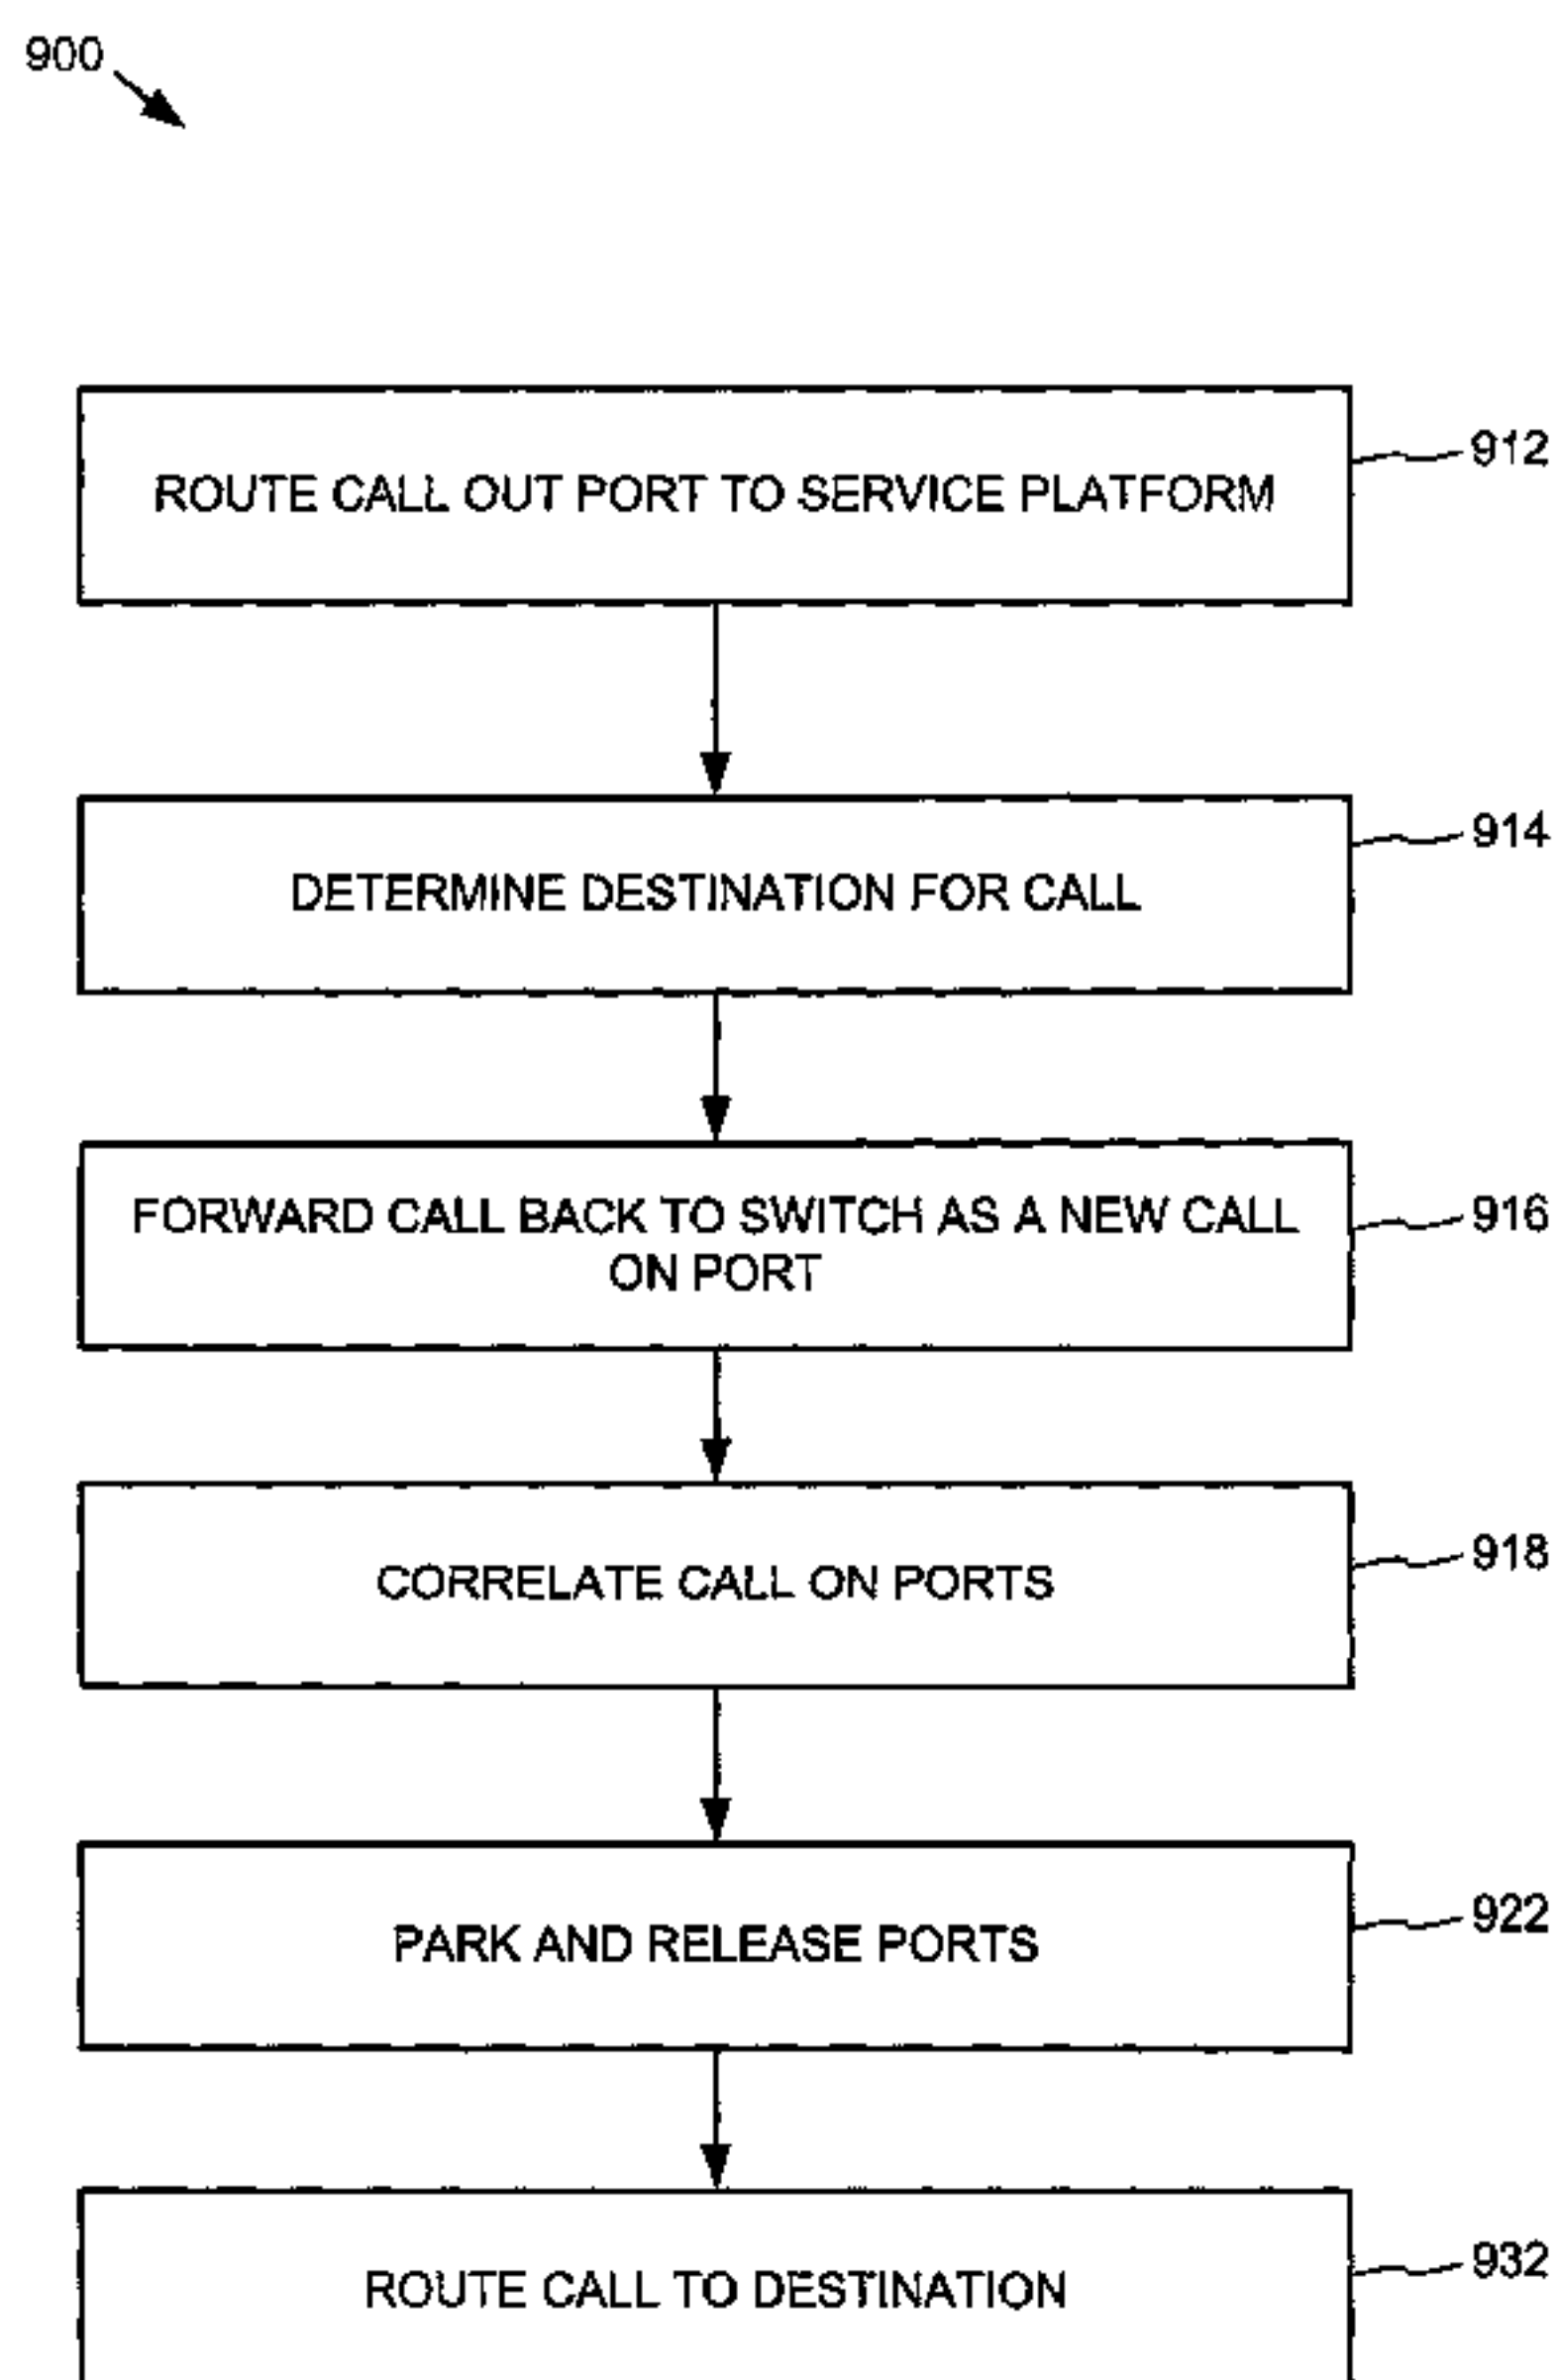 900
ROUTE CALL OUT PORT TO SERVICE PLATFORM
912
DETERMINE DESTINATION FOR CALL
914
FORWARD CALL BACK TO SWITCH AS A NEW CALL
ON PORT
916
CORRELATE CALL ON PORTS
918
PARK AND RELEASE PORTS
922
ROUTE CALL TO DESTINATION
932